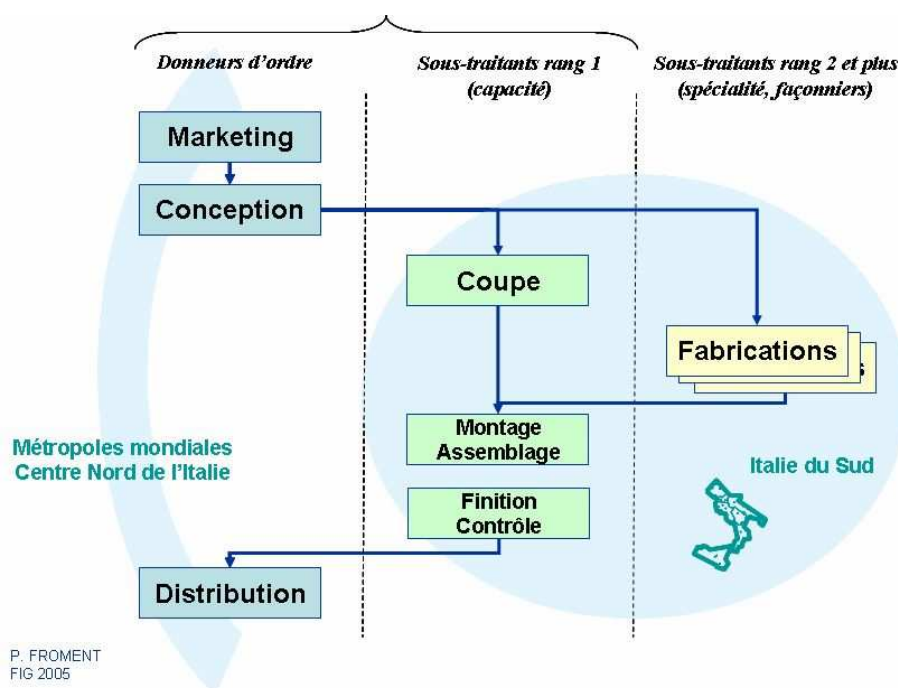 Donneurs d'ordre
Sous-traitants rang 1
(capacité)
Sous-traitants rang 2 et plus
(spécialité, façonniers)
Marketing
Conception
Coupe
Fabrications
s
Montage
Assemblage
Métropoles mondiales
Centre Nord de l'Italie
Italie du Sud
Finition
Contrôle
Distribution
P. FROMENT
FIG 2005